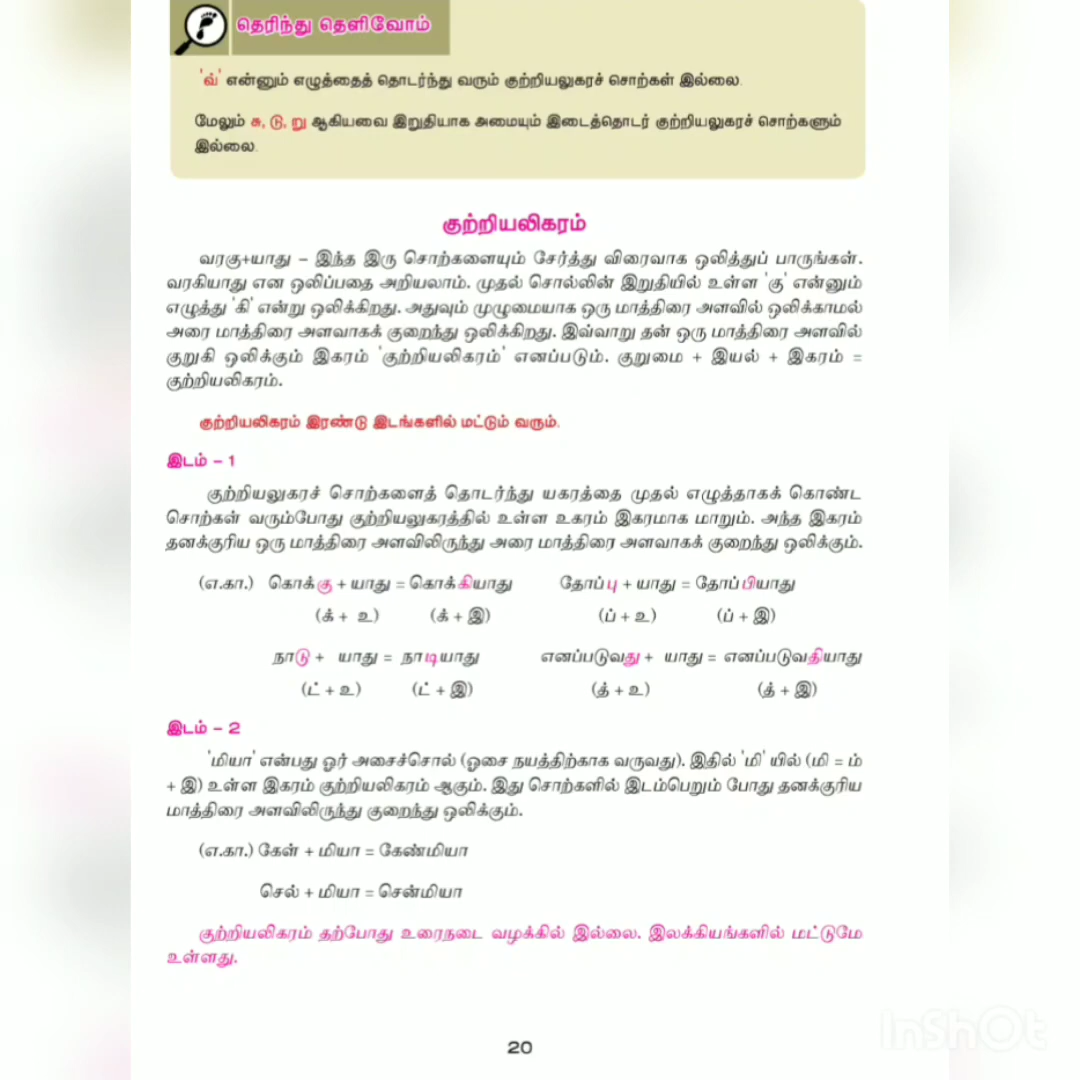 தெரிந்து தெளிவோம்
'வ்' என்னும் எழுத்தைத் தொடர்ந்து வரும் குற்றியலுகரச் சொற்கள் இல்லை.
மேலும் சு, டு, று ஆகியவை இறுதியாக அமையும் இடைத்தொடர் குற்றியலுகரச் சொற்களும்
இல்லை.
குற்றியலிகரம்
வரகு+யாது – இந்த இரு சொற்களையும் சேர்த்து விரைவாக ஒலித்துப் பாருங்கள்.
வரகியாது என ஒலிப்பதை அறியலாம். முதல் சொல்லின் இறுதியில் உள்ள 'கு' என்னும்
எழுத்து 'கி' என்று ஒலிக்கிறது. அதுவும் முழுமையாக ஒரு மாத்திரை அளவில் ஒலிக்காமல்
அரை மாத்திரை அளவாகக் குறைந்து ஒலிக்கிறது. இவ்வாறு தன் ஒரு மாத்திரை அளவில்
குறுகி ஒலிக்கும் இகரம் 'குற்றியலிகரம்' எனப்படும். குறுமை + இயல் + இகரம் =
குற்றியலிகரம்.
குற்றியலிகரம் இரண்டு இடங்களில் மட்டும் வரும்.
இடம் – 1
குற்றியலுகரச் சொற்களைத் தொடர்ந்து யகரத்தை முதல் எழுத்தாகக் கொண்ட
சொற்கள் வரும்போது குற்றியலுகரத்தில் உள்ள உகரம் இகரமாக மாறும். அந்த இகரம்
தனக்குரிய ஒரு மாத்திரை அளவிலிருந்து அரை மாத்திரை அளவாகக் குறைந்து ஒலிக்கும்.
(எ.கா.) கொக்கு + யாது = கொக்கியாது தோப்பு + யாது = தோப்பியாது
(க் + உ) (க் + இ) (ப் + உ) (ப் + இ)
நாடு + யாது = நாடியாது எனப்படுவது + யாது = எனப்படுவதியாது
(ட் + உ) (ட் + இ) (த் + உ) (த் + இ)
இடம் – 2
'மியா' என்பது ஓர் அசைச்சொல் (ஓசை நயத்திற்காக வருவது). இதில் 'மி' யில் (மி = ம்
+ இ) உள்ள இகரம் குற்றியலிகரம் ஆகும். இது சொற்களில் இடம்பெறும் போது தனக்குரிய
மாத்திரை அளவிலிருந்து குறைந்து ஒலிக்கும்.
(எ.கா.) கேள் + மியா = கேண்மியா
செல் + மியா = சென்மியா
குற்றியலிகரம் தற்போது உரைநடை வழக்கில் இல்லை. இலக்கியங்களில் மட்டுமே
உள்ளது.
20
InShOt